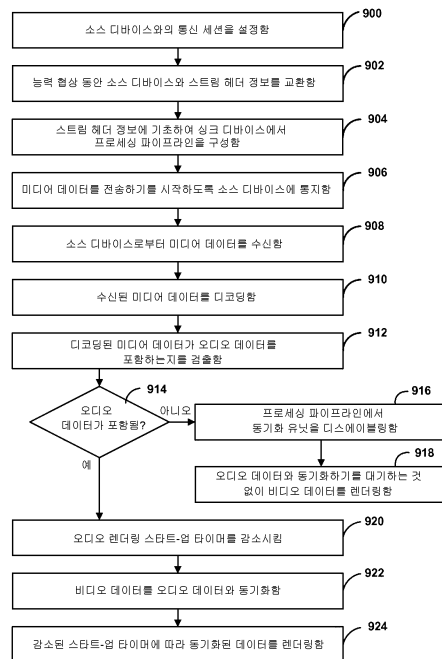 900
소스 디바이스와의 통신 세션을 설정함
902
능력 협상 동안 소스 디바이스와 스트림 헤더 정보를 교환함
904
스트림 헤더 정보에 기초하여 싱크 디바이스에서
프로세싱 파이프라인을 구성함
906
미디어 데이터를 전송하기를 시작하도록 소스 디바이스에 통지함
908
소스 디바이스로부터 미디어 데이터를 수신함
910
수신된 미디어 데이터를 디코딩함
912
디코딩된 미디어 데이터가 오디오 데이터를
포함하는지를 검출함
914
오디오
데이터가 포함됨?
아니오
예
916
프로세싱 파이프라인에서
동기화 유닛을 디스에이블링함
918
오디오 데이터와 동기화하기를 대기하는 것
없이 비디오 데이터를 렌더링함
920
오디오 렌더링 스타트-업 타이머를 감소시킴
922
비디오 데이터를 오디오 데이터와 동기화함
924
감소된 스타트-업 타이머에 따라 동기화된 데이터를 렌더링함